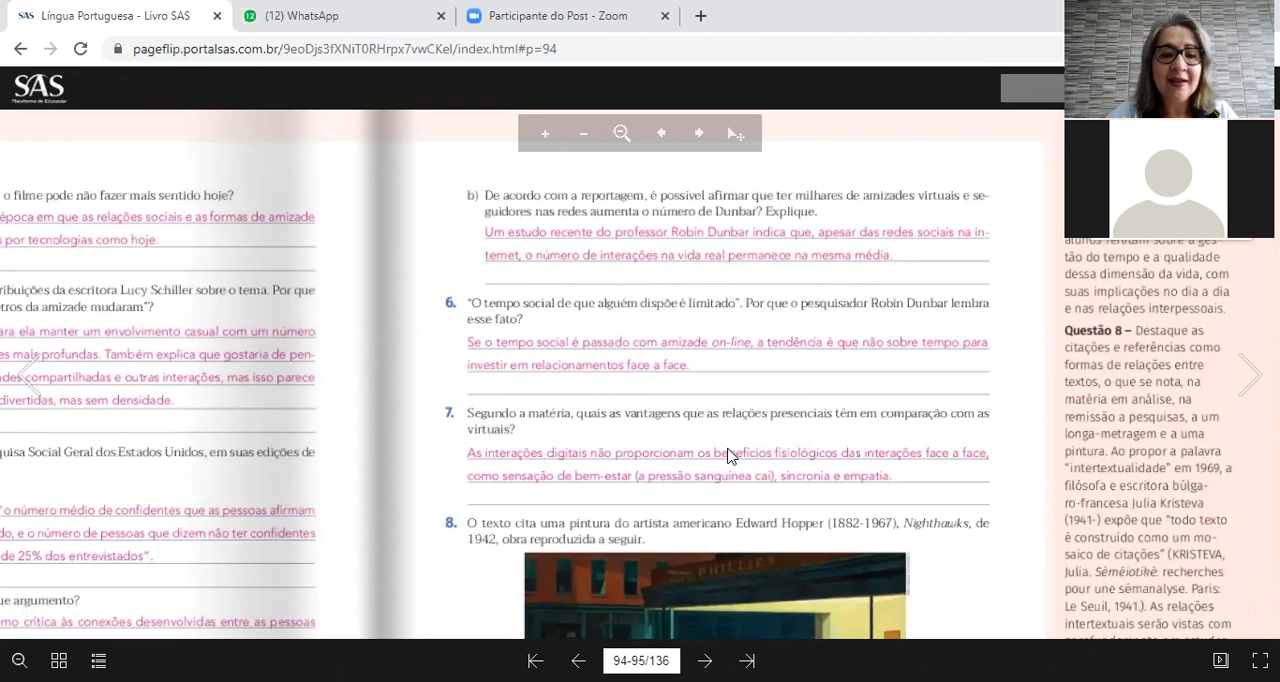 Língua Portuguesa - Livro SAS
(12) WhatsApp
Participante do Post - Zoom
pageflip.portalsas.com.br/9eoDjs3fXNiT0RHrpx7vwCKel/index.html#p=94
SAS
Plataforma de Educação
o filme pode não fazer mais sentido hoje?
época em que as relações sociais e as formas de amizade
s por tecnologias como hoje.
ribuições da escritora Lucy Schiller sobre o tema. Por que
etros da amizade mudaram”?
ara ela manter um envolvimento casual com um número
es mais profundas. Também explica que gostaria de pen-
ades compartilhadas e outras interações, mas isso parece
divertidas, mas sem densidade.
quisa Social Geral dos Estados Unidos, em suas edições de
“o número médio de confidentes que as pessoas afirmam
do, e o número de pessoas que dizem não ter confidentes
de 25% dos entrevistados”.
ue argumento?
mo crítica às conexões desenvolvidas entre as pessoas
b) De acordo com a reportagem, é possível afirmar que ter milhares de amizades virtuais e se-
guidores nas redes aumenta o número de Dunbar? Explique.
Um estudo recente do professor Robin Dunbar indica que, apesar das redes sociais na in-
ternet, o número de interações na vida real permanece na mesma média.
6. “O tempo social de que alguém dispõe é limitado”. Por que o pesquisador Robin Dunbar lembra
esse fato?
Se o tempo social é passado com amizade on-line, a tendência é que não sobre tempo para
investir em relacionamentos face a face.
7. Segundo a matéria, quais as vantagens que as relações presenciais têm em comparação com as
virtuais?
As interações digitais não proporcionam os benefícios fisiológicos das interações face a face,
como sensação de bem-estar (a pressão sanguínea cai), sincronia e empatia.
8. O texto cita uma pintura do artista americano Edward Hopper (1882-1967), Nighthawks, de
1942, obra reproduzida a seguir.
PHILLIES
tão do tempo e a qualidade
dessa dimensão da vida, com
suas implicações no dia a dia
e nas relações interpessoais.
Questão 8 – Destaque as
citações e referências como
formas de relações entre
textos, o que se nota, na
matéria em análise, na
remissão a pesquisas, a um
longa-metragem e a uma
pintura. Ao propor a palavra
“intertextualidade” em 1969, a
filósofa e escritora búlga-
ro-francesa Julia Kristeva
(1941-) expõe que “todo texto
é construído como um mo-
saico de citações” (KRISTEVA,
Julia. Sêméiotikê: recherches
pour une sémanalyse. Paris:
Le Seuil, 1941.). As relações
intertextuais serão vistas com
94-95/136